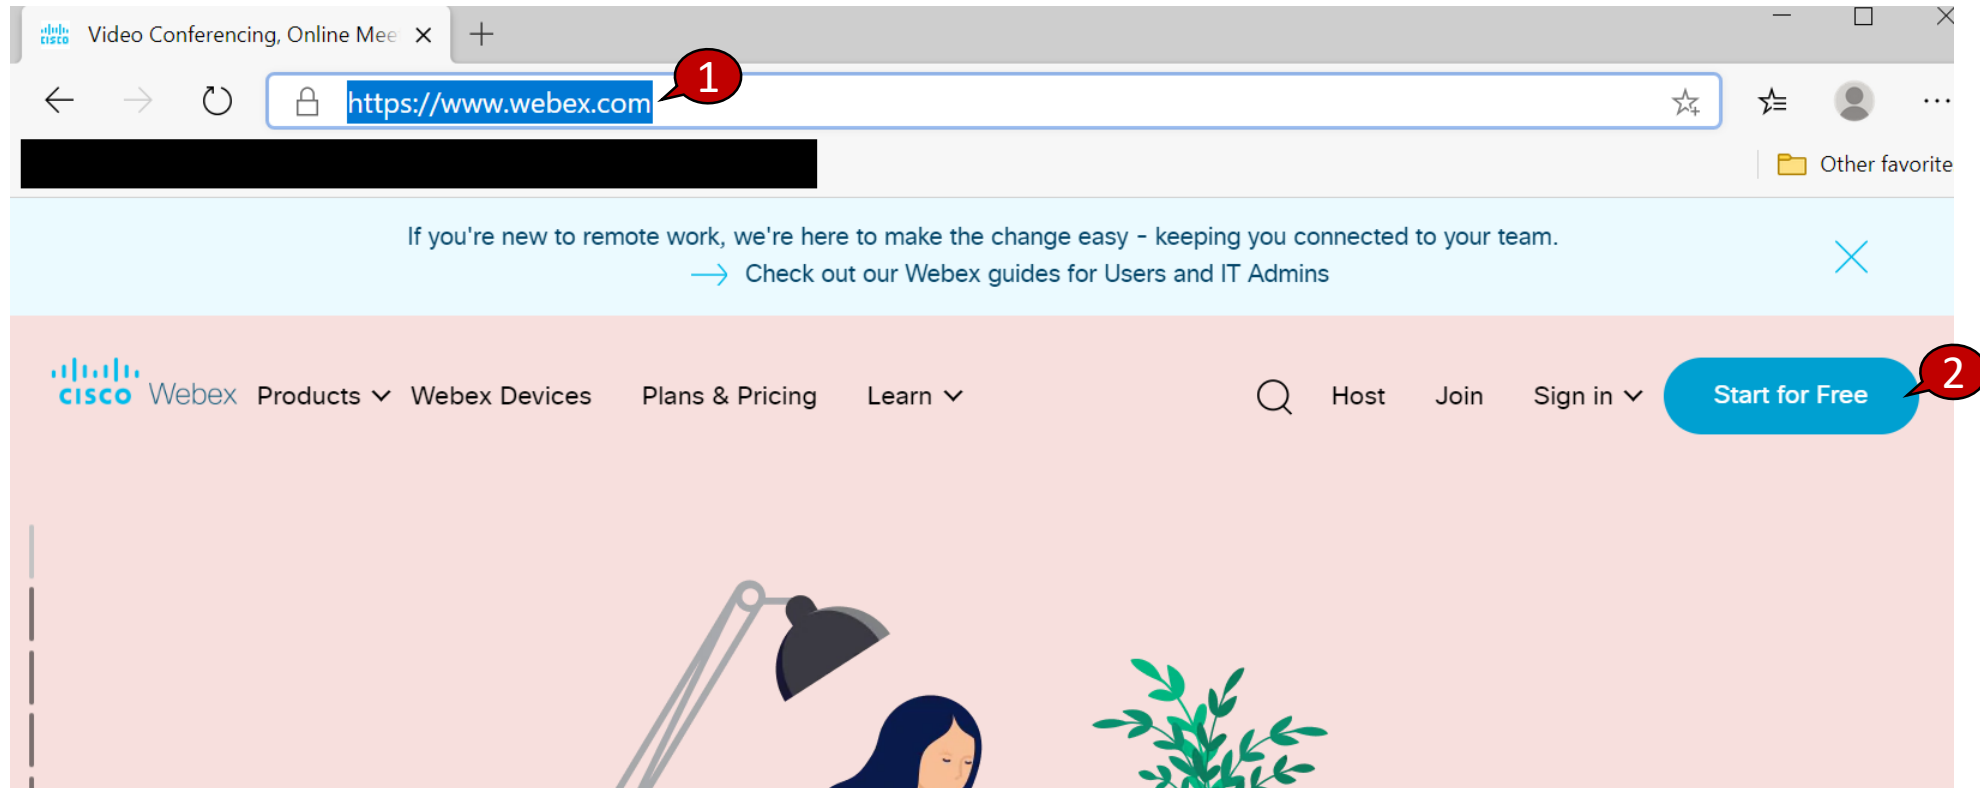 Video Conferencing, Online Mee
https://www.webex.com
1
Other favorite
If you're new to remote work, we're here to make the change easy - keeping you connected to your team.
Check out our Webex guides for Users and IT Admins
cisco Webex Products Webex Devices Plans & Pricing Learn Host Join Sign in Start for Free 2